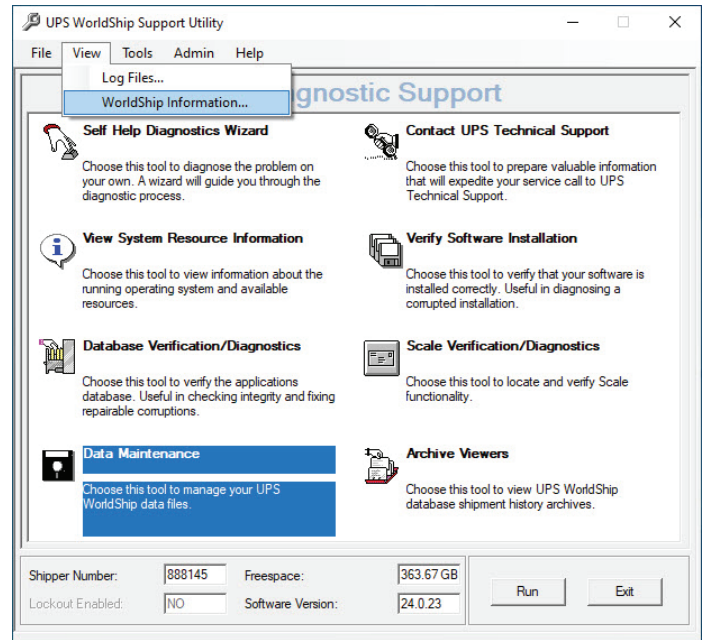 UPS WorldShip Support Utility
File View Tools Admin Help
Log Files...
WorldShip Information...
gnostic Support
Self Help Diagnostics Wizard
Choose this tool to diagnose the problem on
your own. A wizard will guide you through the
diagnostic process.
Contact UPS Technical Support
Choose this tool to prepare valuable information
that will expedite your service call to UPS
Technical Support.
View System Resource Information
Choose this tool to view information about the
running operating system and available
resources.
Verify Software Installation
Choose this tool to verify that your software is
installed correctly. Useful in diagnosing a
corrupted installation.
Database Verification/Diagnostics
Choose this tool to verify the applications
database. Useful in checking integrity and fixing
repairable corruptions.
Scale Verification/Diagnostics
Choose this tool to locate and verify Scale
functionality.
Data Maintenance
Choose this tool to manage your UPS
WorldShip data files.
Archive Viewers
Choose this tool to view UPS WorldShip
database shipment history archives.
Shipper Number: 888145 Freespace: 363.67 GB
Run Exit
Lockout Enabled: NO Software Version: 24.0.23